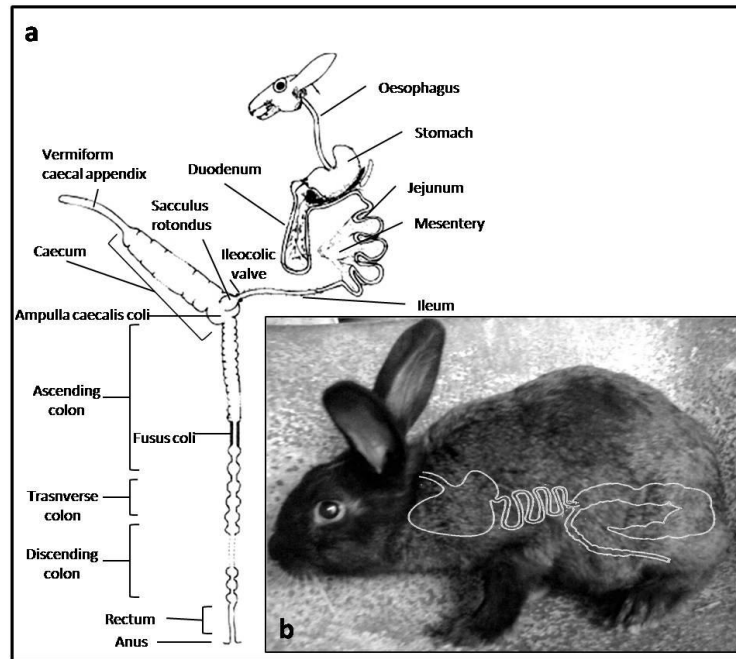 a
Oesophagus
Stomach
Vermiform
caecal appendix
Duodenum
Jejunum
Sacculus
rotondus
Mesentery
Caecum
Ileocolic
valve
Ileum
Ampulla caecalis coli
Ascending
colon
Fusus coli
Trasnverse
colon
Discending
colon
Rectum
Anus
b